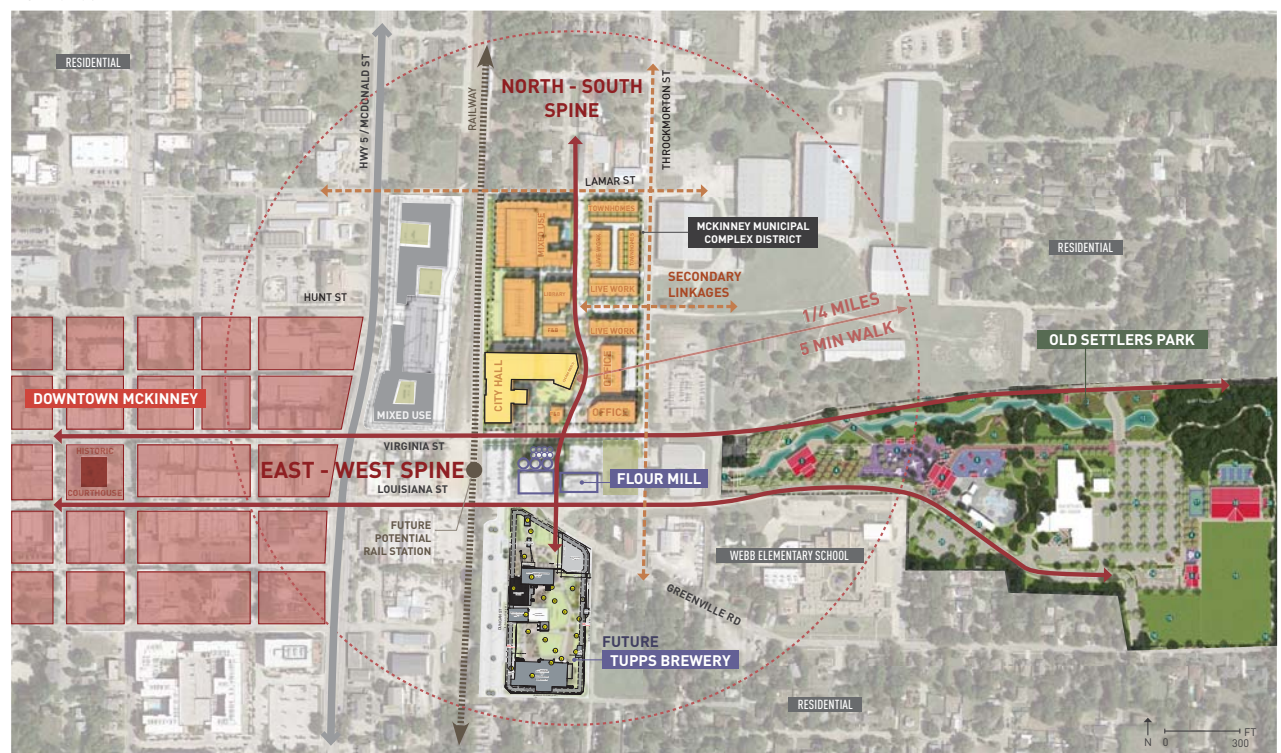 RESIDENTIAL
HWY 5 / MCDONALD ST
RAILWAY
NORTH - SOUTH
SPINE
THROCKMORTON ST
LAMAR ST
TOWNHOMES
MIXED USE
LIVE WORK
MCKINNEY MUNICIPAL
COMPLEX DISTRICT
RESIDENTIAL
SECONDARY
LINKAGES
HUNT ST
LIVE WORK
LIBRARY
1/4 MILES
5 MIN WALK
F&B
LIVE WORK
OLD SETTLERS PARK
CITY HALL
OFFICE
DOWNTOWN MCKINNEY
MIXED USE
F&B
OFFICE
VIRGINIA ST
HISTORIC
COURTHOUSE
EAST - WEST SPINE
LOUISIANA ST
FLOUR MILL
FUTURE
POTENTIAL
RAIL STATION
WEBB ELEMENTARY SCHOOL
GREENVILLE RD
FUTURE
TUPPS BREWERY
RESIDENTIAL
N 0 300 FT